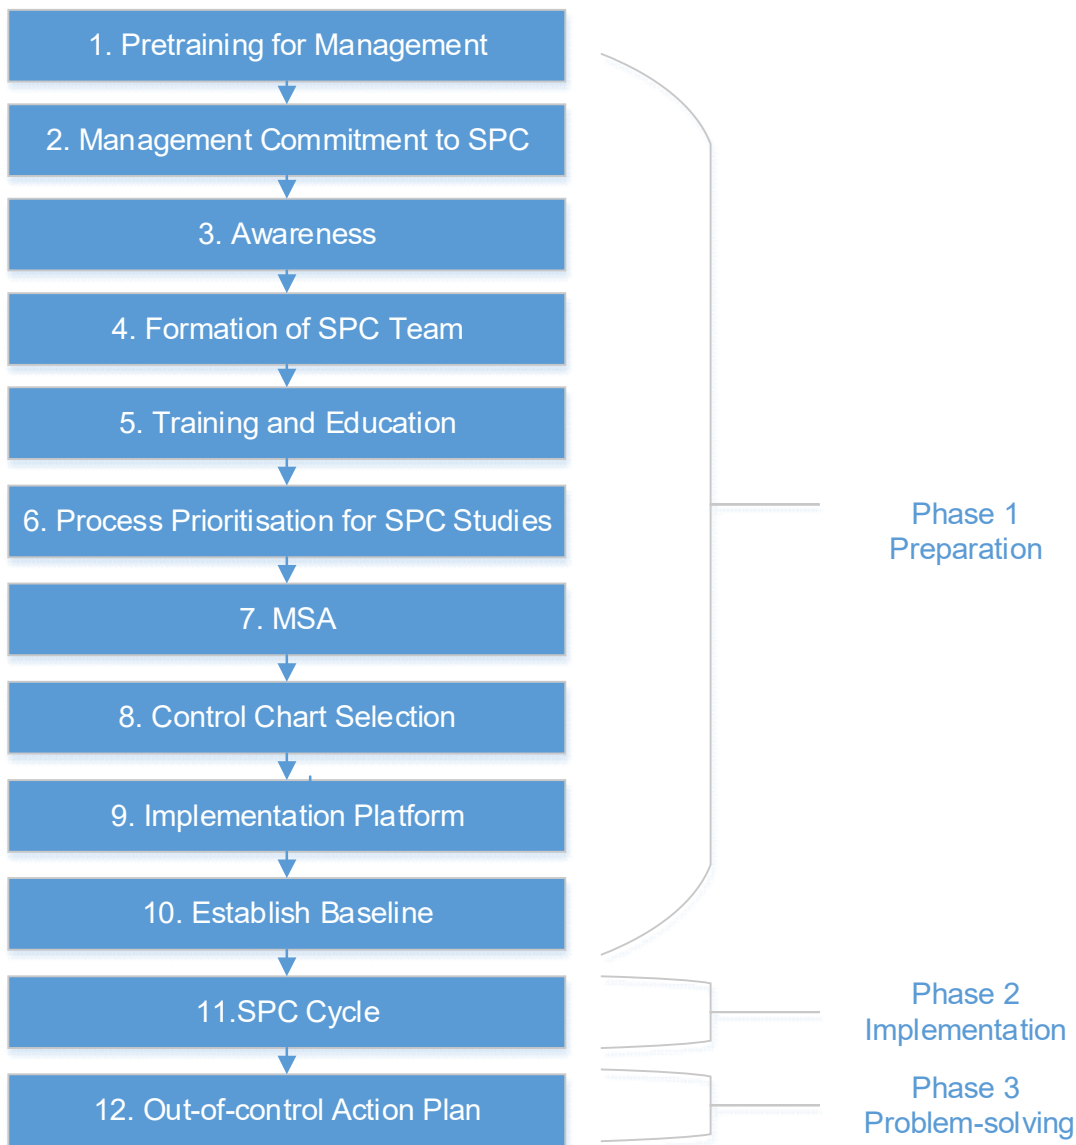 1. Pretraining for Management
2. Management Commitment to SPC
3. Awareness
4. Formation of SPC Team
5. Training and Education
6. Process Prioritisation for SPC Studies
7. MSA
8. Control Chart Selection
9. Implementation Platform
10. Establish Baseline
11.SPC Cycle
12. Out-of-control Action Plan
Phase 1
Preparation
Phase 2
Implementation
Phase 3
Problem-solving